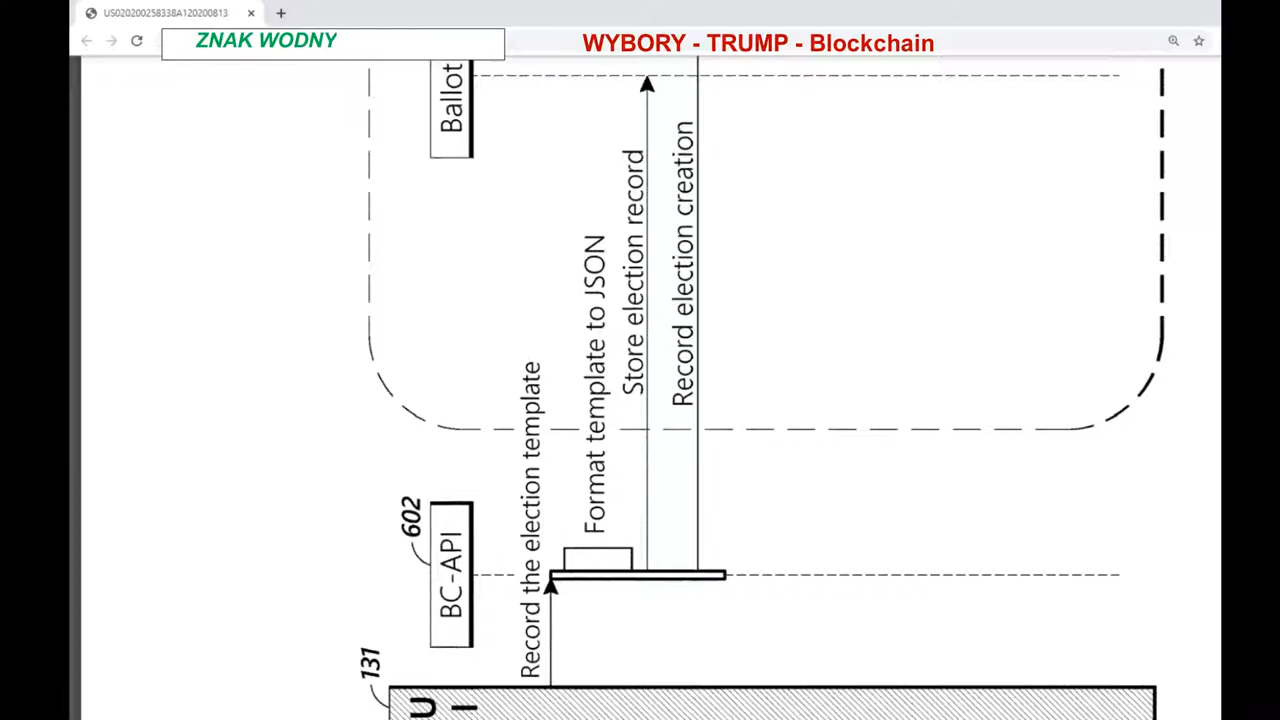 US020200258338A120200813
ZNAK WODNY
WYBORY - TRUMP - Blockchain
Ballot
Record election creation
Store election record
Format template to JSON
Record the election template
602
BC-API
131
UI